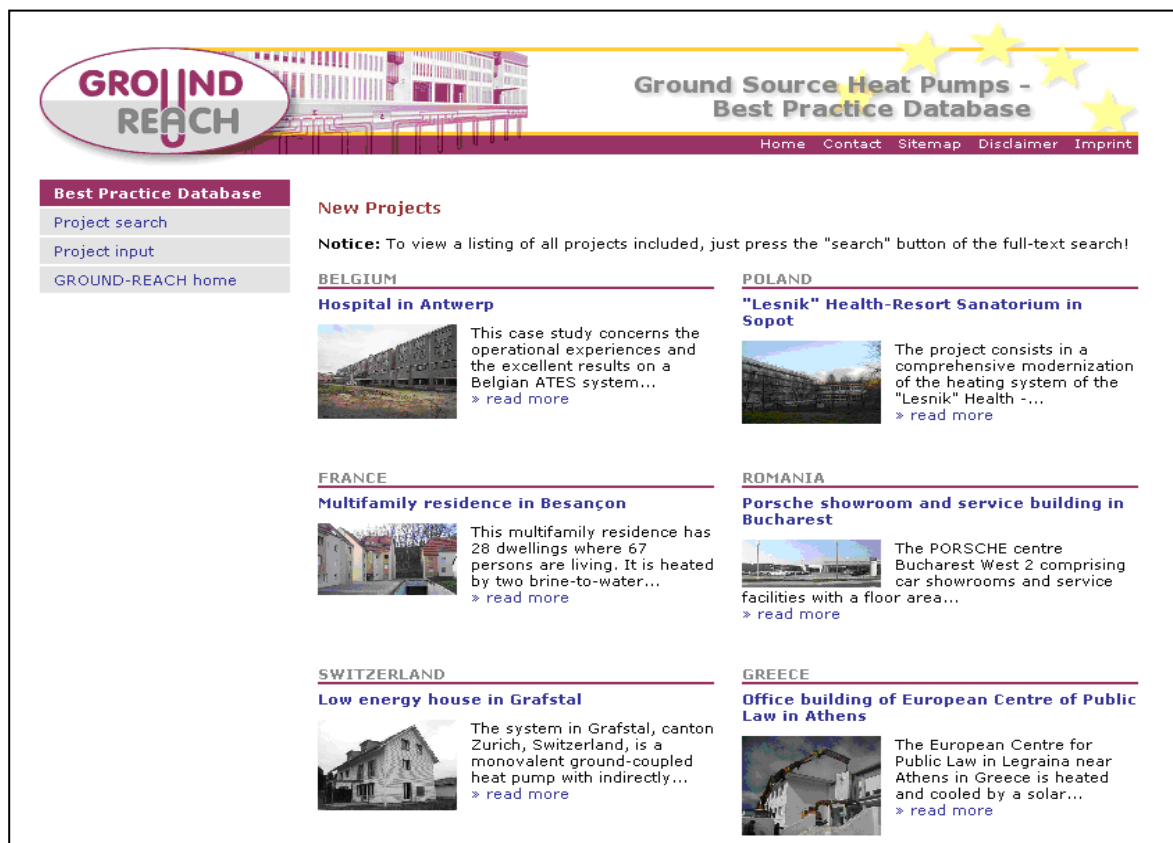 GROUND
REACH
Ground Source Heat Pumps –
Best Practice Database
Home Contact Sitemap Disclaimer Imprint
Best Practice Database
Project search
Project input
GROUND-REACH home
New Projects
Notice: To view a listing of all projects included, just press the "search" button of the full-text search!
BELGIUM
Hospital in Antwerp
This case study concerns the
operational experiences and
the excellent results on a
Belgian ATES system...
» read more
POLAND
"Lesnik" Health-Resort Sanatorium in
Sopot
The project consists in a
comprehensive modernization
of the heating system of the
"Lesnik" Health -...
» read more
FRANCE
Multifamily residence in Besançon
This multifamily residence has
28 dwellings where 67
persons are living. It is heated
by two brine-to-water...
» read more
ROMANIA
Porsche showroom and service building in
Bucharest
The PORSCHE centre
Bucharest West 2 comprising
car showrooms and service
facilities with a floor area...
» read more
SWITZERLAND
Low energy house in Grafstal
The system in Grafstal, canton
Zurich, Switzerland, is a
monovalent ground-coupled
heat pump with indirectly...
» read more
GREECE
Office building of European Centre of Public
Law in Athens
The European Centre for
Public Law in Legraina near
Athens in Greece is heated
and cooled by a solar...
» read more